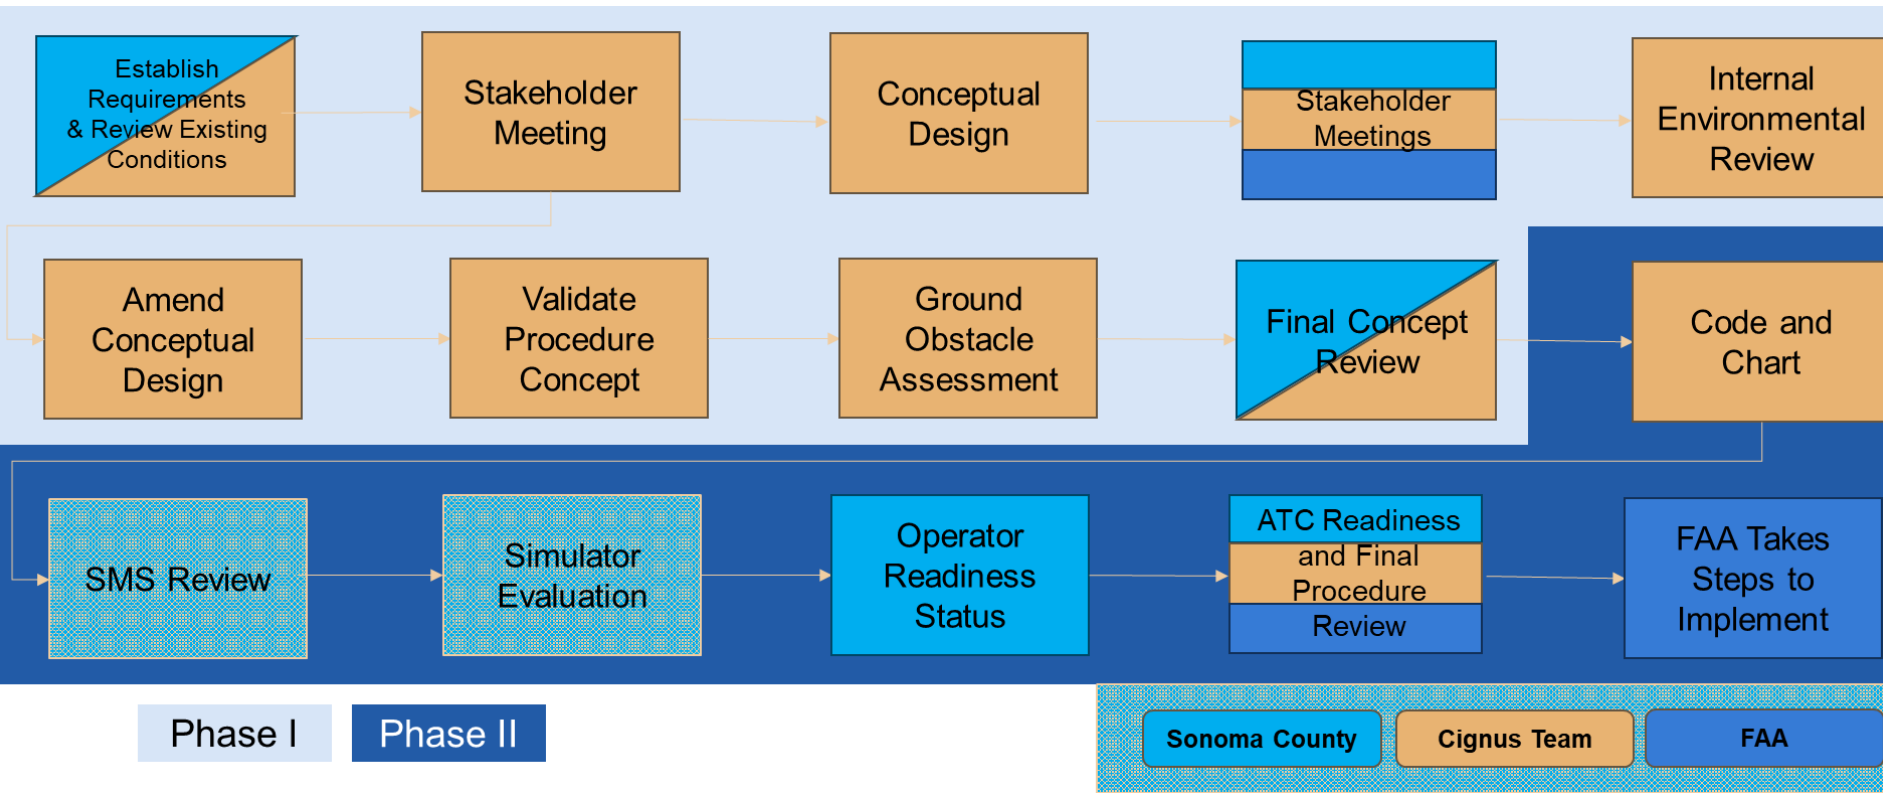 Establish
Requirements
& Review Existing
Conditions
Stakeholder
Meeting
Conceptual
Design
Stakeholder
Meetings
Internal
Environmental
Review
Amend
Conceptual
Design
Validate
Procedure
Concept
Ground
Obstacle
Assessment
Final Concept
Review
Code and
Chart
SMS Review
Simulator
Evaluation
Operator
Readiness
Status
ATC Readiness
and Final
Procedure
Review
FAA Takes
Steps to
Implement
Phase I
Phase II
Sonoma County
Cignus Team
FAA